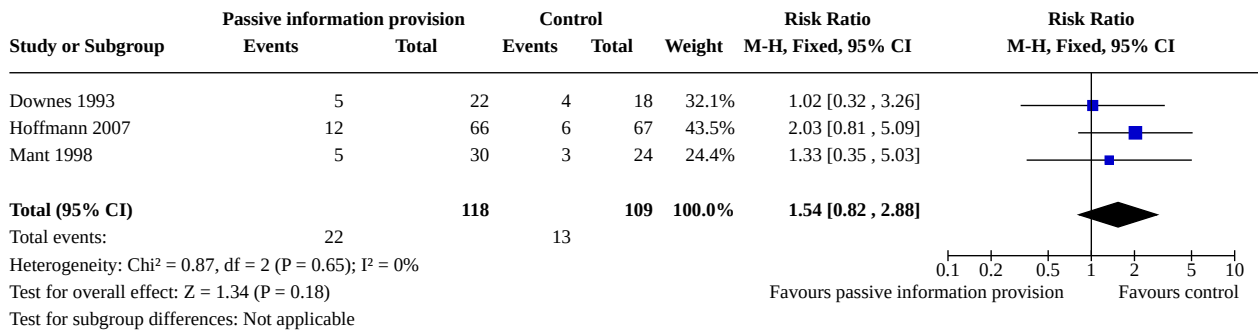 Passive information provision Control Risk Ratio Risk Ratio
Study or Subgroup Events Total Events Total Weight M-H, Fixed, 95% CI M-H, Fixed, 95% CI
Downes 1993 5 22 4 18 32.1% 1.02 [0.32 , 3.26]
Hoffmann 2007 12 66 6 67 43.5% 2.03 [0.81 , 5.09]
Mant 1998 5 30 3 24 24.4% 1.33 [0.35 , 5.03]
Total (95% CI) 118 109 100.0% 1.54 [0.82 , 2.88]
Total events: 22 13
Heterogeneity: Chi² = 0.87, df = 2 (P = 0.65); I² = 0%
0.1 0.2 0.5 1 2 5 10
Test for overall effect: Z = 1.34 (P = 0.18) Favours passive information provision Favours control
Test for subgroup differences: Not applicable